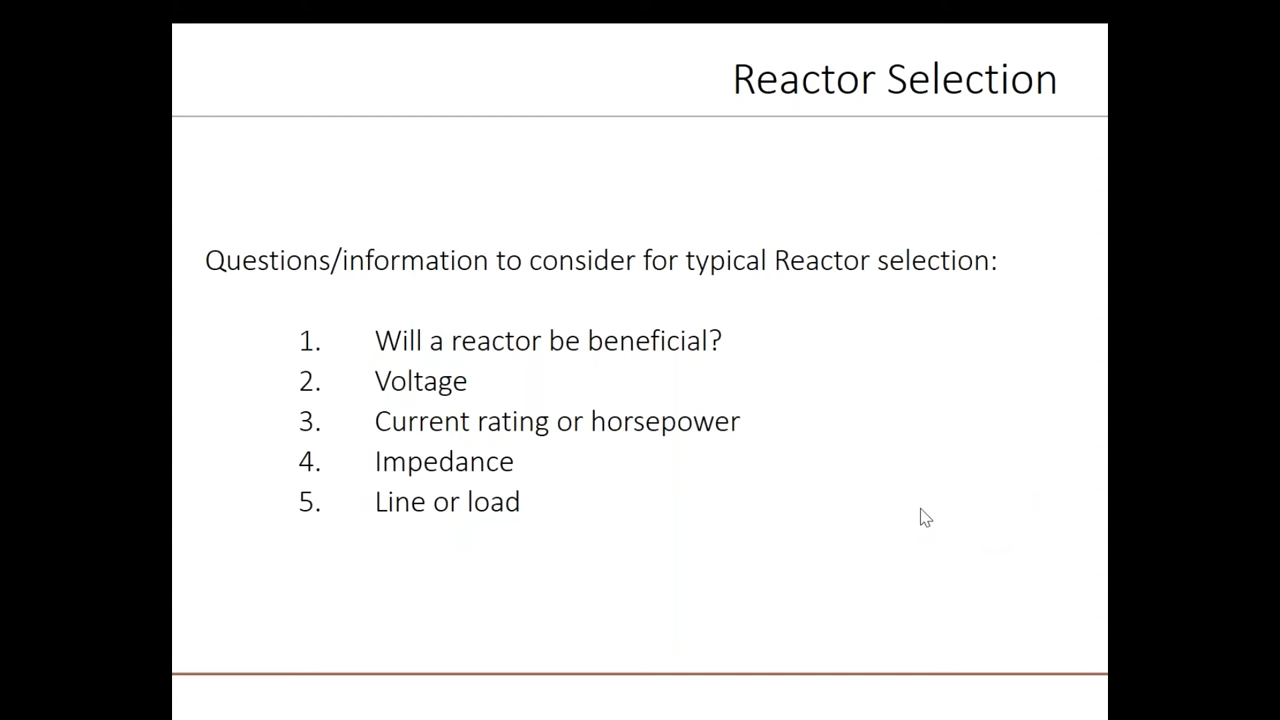 Reactor Selection
Questions/information to consider for typical Reactor selection:
1. Will a reactor be beneficial?
2. Voltage
3. Current rating or horsepower
4. Impedance
5. Line or load